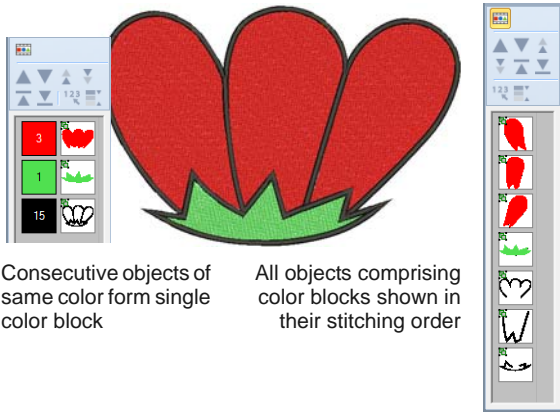 123
3
1
15
123
Consecutive objects of
same color form single
color block
All objects comprising
color blocks shown in
their stitching order